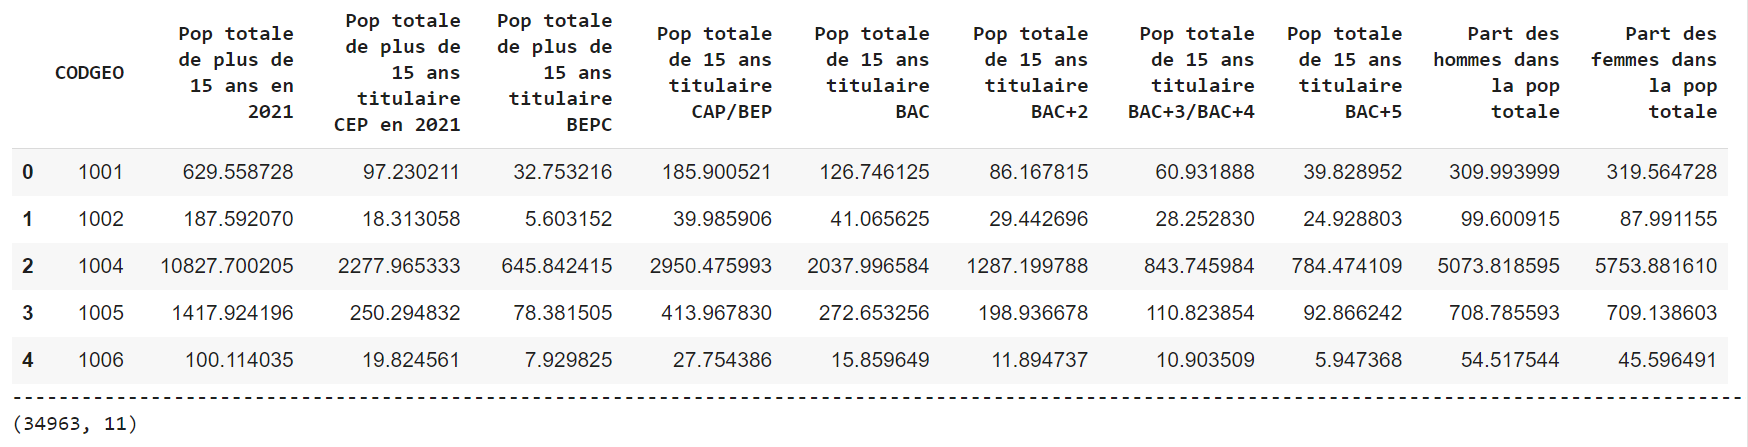 CODGEO Pop totale de plus de 15 ans en 2021 Pop totale de plus de 15 ans titulaire CEP en 2021 Pop totale de plus de 15 ans titulaire BEPC Pop totale de 15 ans titulaire CAP/BEP Pop totale de 15 ans titulaire BAC Pop totale de 15 ans titulaire BAC+2 Pop totale de 15 ans titulaire BAC+3/BAC+4 Pop totale de 15 ans titulaire BAC+5 Part des hommes dans la pop totale Part des femmes dans la pop totale
0 1001 629.558728 97.230211 32.753216 185.900521 126.746125 86.167815 60.931888 39.828952 309.993999 319.564728
1 1002 187.592070 18.313058 5.603152 39.985906 41.065625 29.442696 28.252830 24.928803 99.600915 87.991155
2 1004 10827.700205 2277.965333 645.842415 2950.475993 2037.996584 1287.199788 843.745984 784.474109 5073.818595 5753.881610
3 1005 1417.924196 250.294832 78.381505 413.967830 272.653256 198.936678 110.823854 92.866242 708.785593 709.138603
4 1006 100.114035 19.824561 7.929825 27.754386 15.859649 11.894737 10.903509 5.947368 54.517544 45.596491
(34963, 11)